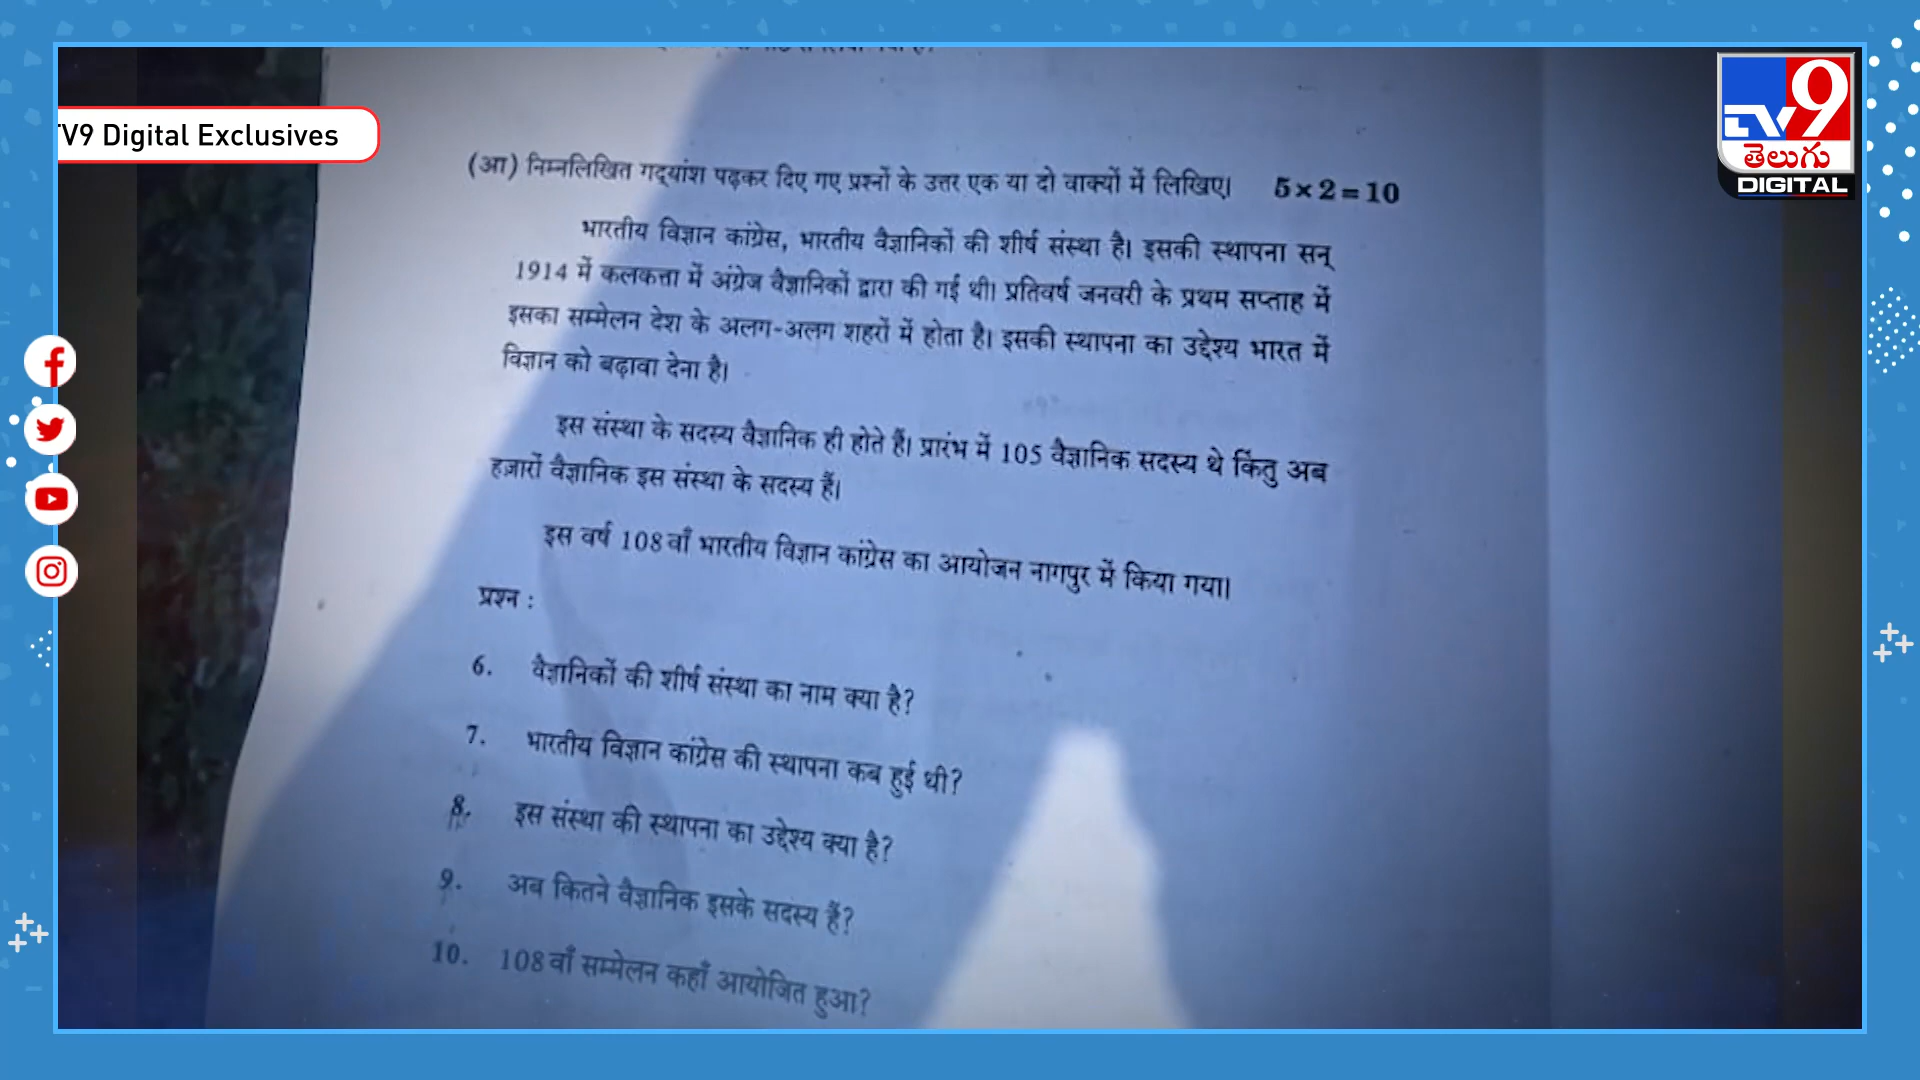 TV9 Digital Exclusives
TV9
తెలుగు
DIGITAL
(आ) निम्नलिखित गद्यांश पढ़कर दिए गए प्रश्नों के उत्तर एक या दो वाक्यों में लिखिए। 5×2=10
भारतीय विज्ञान कांग्रेस, भारतीय वैज्ञानिकों की शीर्ष संस्था है। इसकी स्थापना सन्
1914 में कलकत्ता में अंग्रेज वैज्ञानिकों द्वारा की गई थी। प्रतिवर्ष जनवरी के प्रथम सप्ताह में
इसका सम्मेलन देश के अलग-अलग शहरों में होता है। इसकी स्थापना का उद्देश्य भारत में
विज्ञान को बढ़ावा देना है।
इस संस्था के सदस्य वैज्ञानिक ही होते हैं। प्रारंभ में 105 वैज्ञानिक सदस्य थे किंतु अब
हज़ारों वैज्ञानिक इस संस्था के सदस्य हैं।
इस वर्ष 108वाँ भारतीय विज्ञान कांग्रेस का आयोजन नागपुर में किया गया।
प्रश्न :
6. वैज्ञानिकों की शीर्ष संस्था का नाम क्या है?
7. भारतीय विज्ञान कांग्रेस की स्थापना कब हुई थी?
8. इस संस्था की स्थापना का उद्देश्य क्या है?
9. अब कितने वैज्ञानिक इसके सदस्य हैं?
10. 108वाँ सम्मेलन कहाँ आयोजित हुआ?